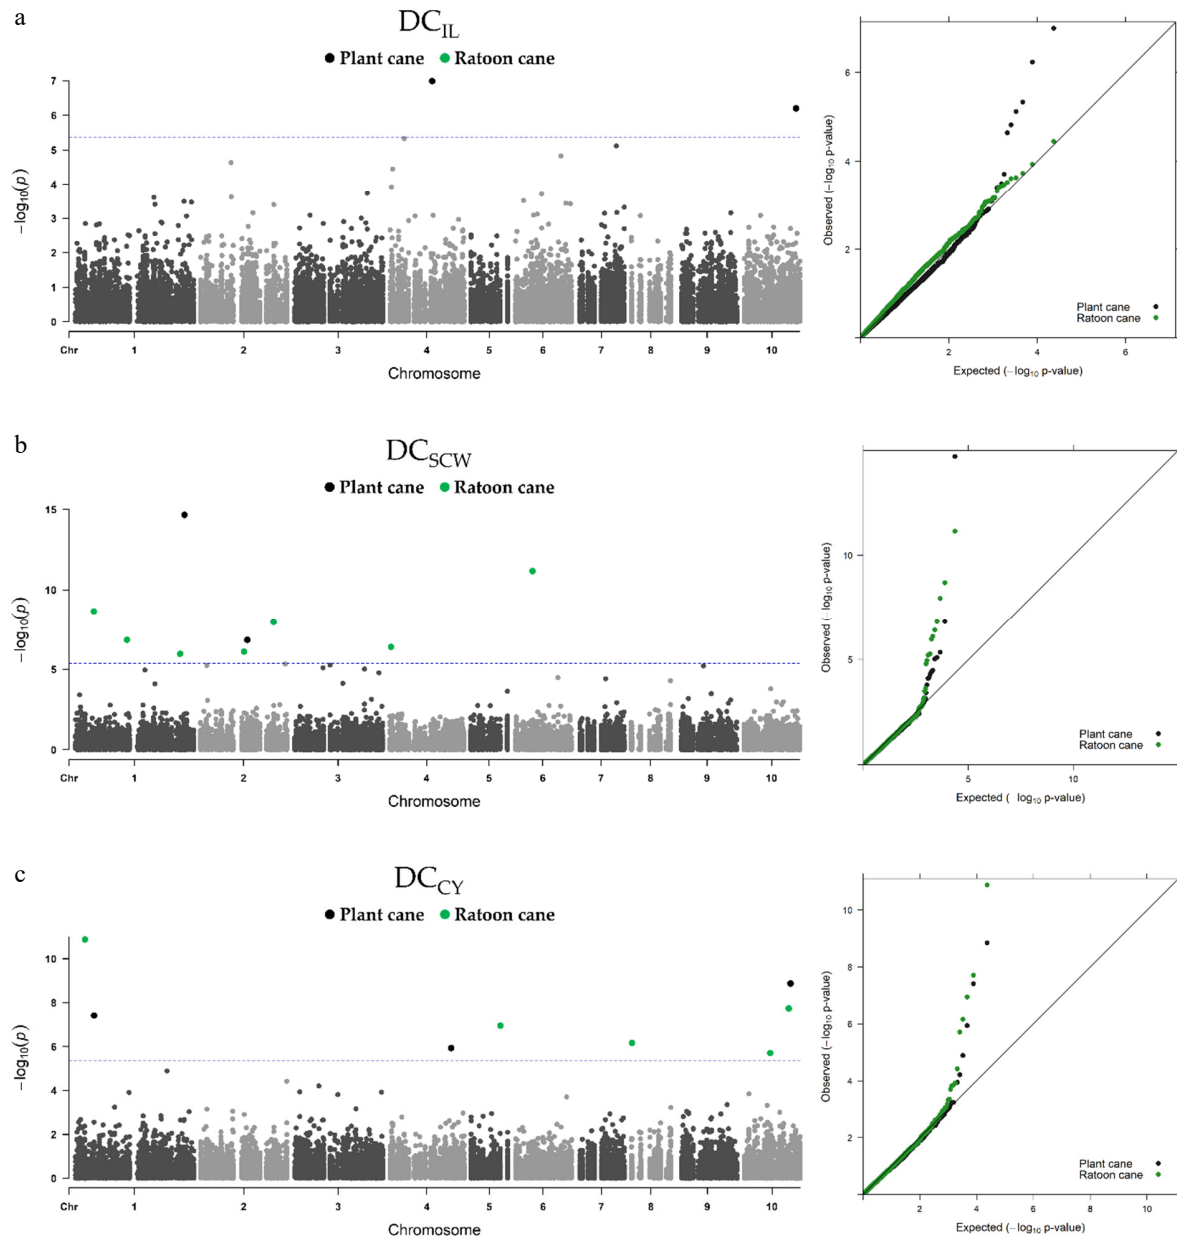 a
DC_IL
Plant cane Ratoon cane
7
6
5
4
3
2
1
0
−log10(p)
Chr 1 2 3 4 5 6 7 8 9 10
Chromosome
6
4
2
Observed (−log10 p-value)
Plant cane
Ratoon cane
2 4 6
Expected (−log10 p-value)
b
DC_SCW
Plant cane Ratoon cane
15
10
5
0
−log10(p)
Chr 1 2 3 4 5 6 7 8 9 10
Chromosome
10
5
Observed (−log10 p-value)
Plant cane
Ratoon cane
5 10
Expected ( log10 p-value)
c
DC_CY
Plant cane Ratoon cane
10
8
6
4
2
0
−log10(p)
Chr 1 2 3 4 5 6 7 8 9 10
Chromosome
10
8
6
4
2
Observed (−log10 p-value)
Plant cane
Ratoon cane
2 4 6 8 10
Expected (−log10 p-value)